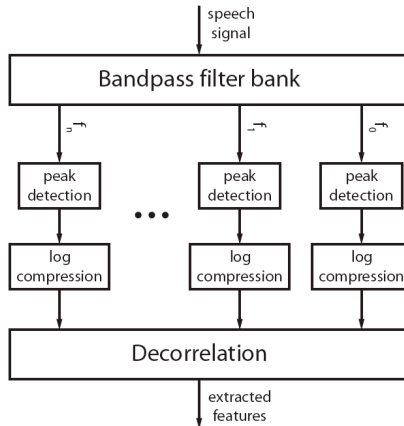 speech
signal
Bandpass filter bank
fn
f1
f0
peak
detection
peak
detection
peak
detection
•••
log
compression
log
compression
log
compression
Decorrelation
extracted
features